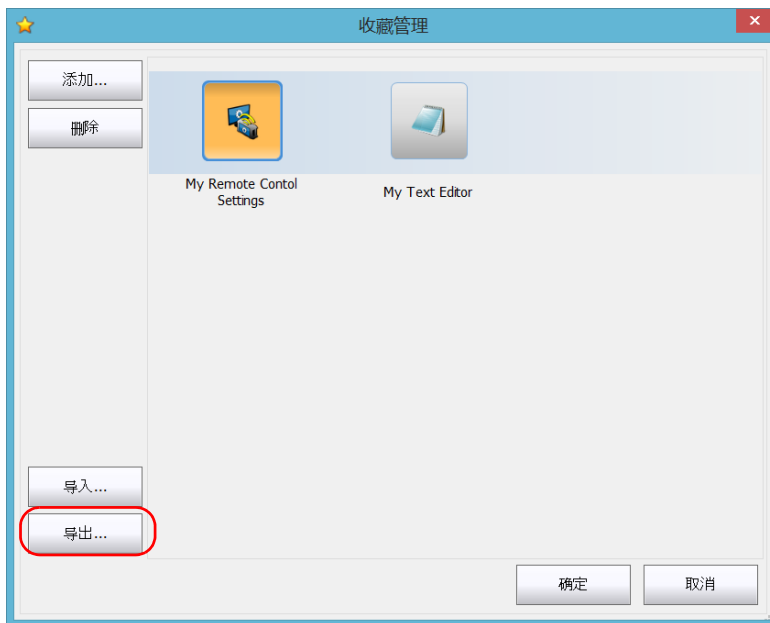 收藏管理
添加...
删除
My Remote Contol
Settings
My Text Editor
导入...
导出...
确定
取消